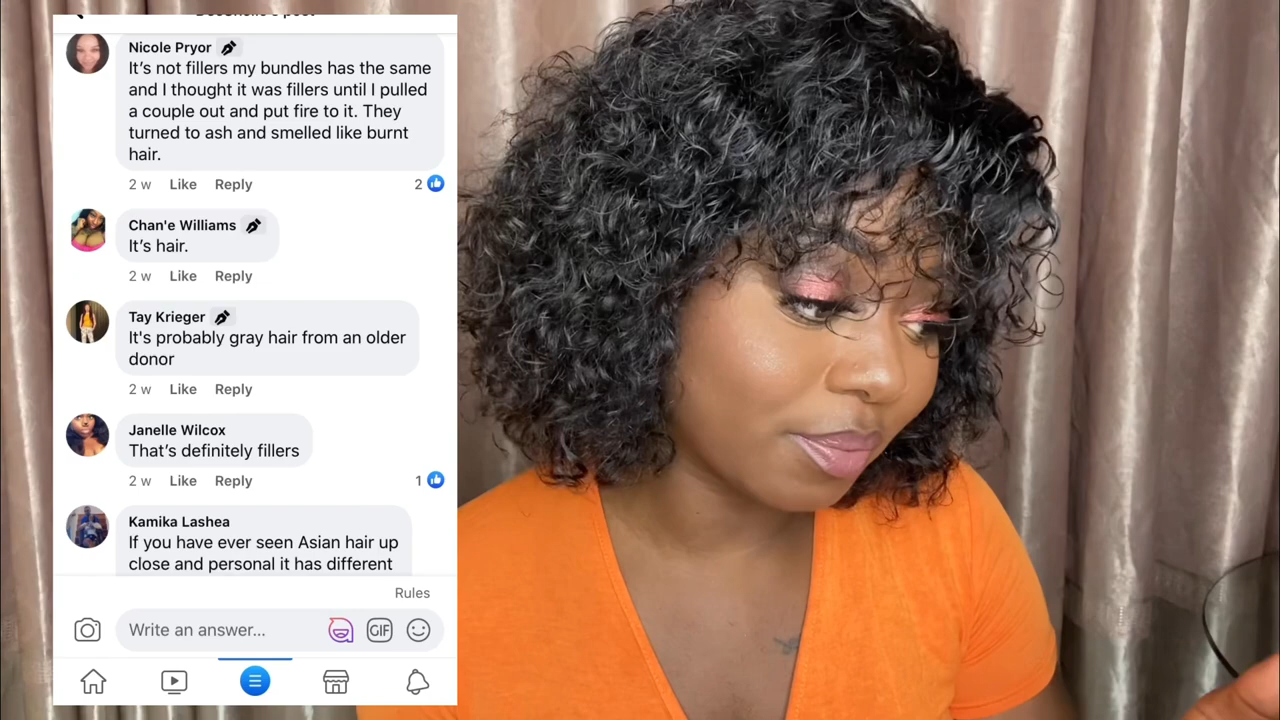 Nicole Pryor
It’s not fillers my bundles has the same
and I thought it was fillers until I pulled
a couple out and put fire to it. They
turned to ash and smelled like burnt
hair.
2 w Like Reply 2
Chan'e Williams
It’s hair.
2 w Like Reply
Tay Krieger
It's probably gray hair from an older
donor
2 w Like Reply
Janelle Wilcox
That’s definitely fillers
2 w Like Reply 1
Kamika Lashea
If you have ever seen Asian hair up
close and personal it has different
Rules
Write an answer... GIF